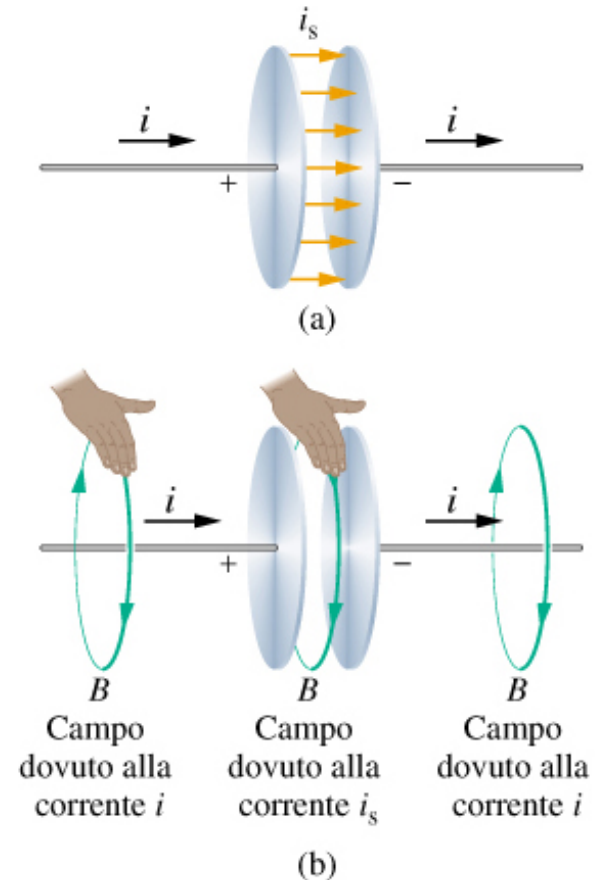 i_s
i
i
+
−
(a)
i
i
+
−
B
B
B
Campo
dovuto alla
corrente i
Campo
dovuto alla
corrente i_s
Campo
dovuto alla
corrente i
(b)